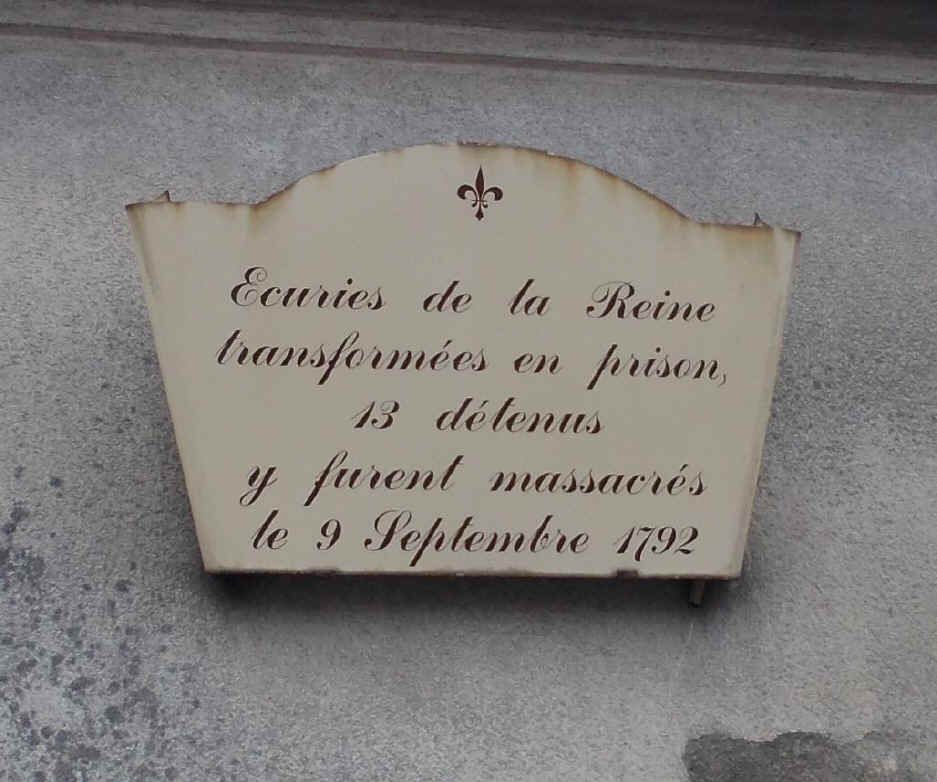 Ecuries de la Reine
transformées en prison,
13 détenus
y furent massacrés
le 9 Septembre 1792